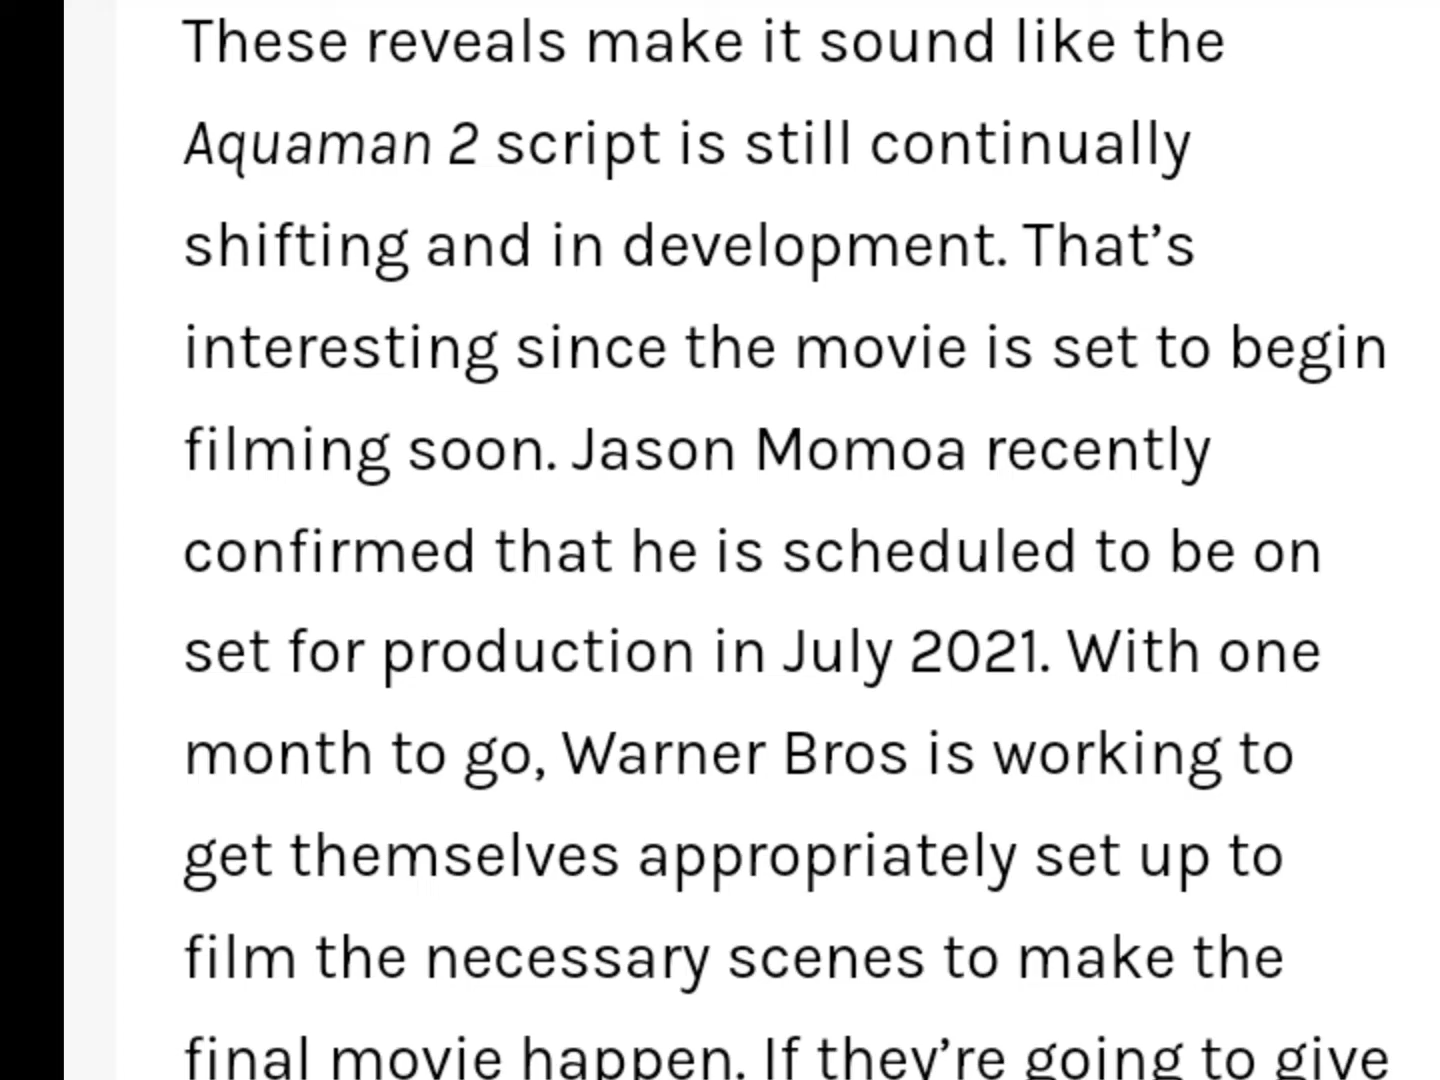 These reveals make it sound like the
Aquaman 2 script is still continually
shifting and in development. That’s
interesting since the movie is set to begin
filming soon. Jason Momoa recently
confirmed that he is scheduled to be on
set for production in July 2021. With one
month to go, Warner Bros is working to
get themselves appropriately set up to
film the necessary scenes to make the
final movie happen. If they’re going to give